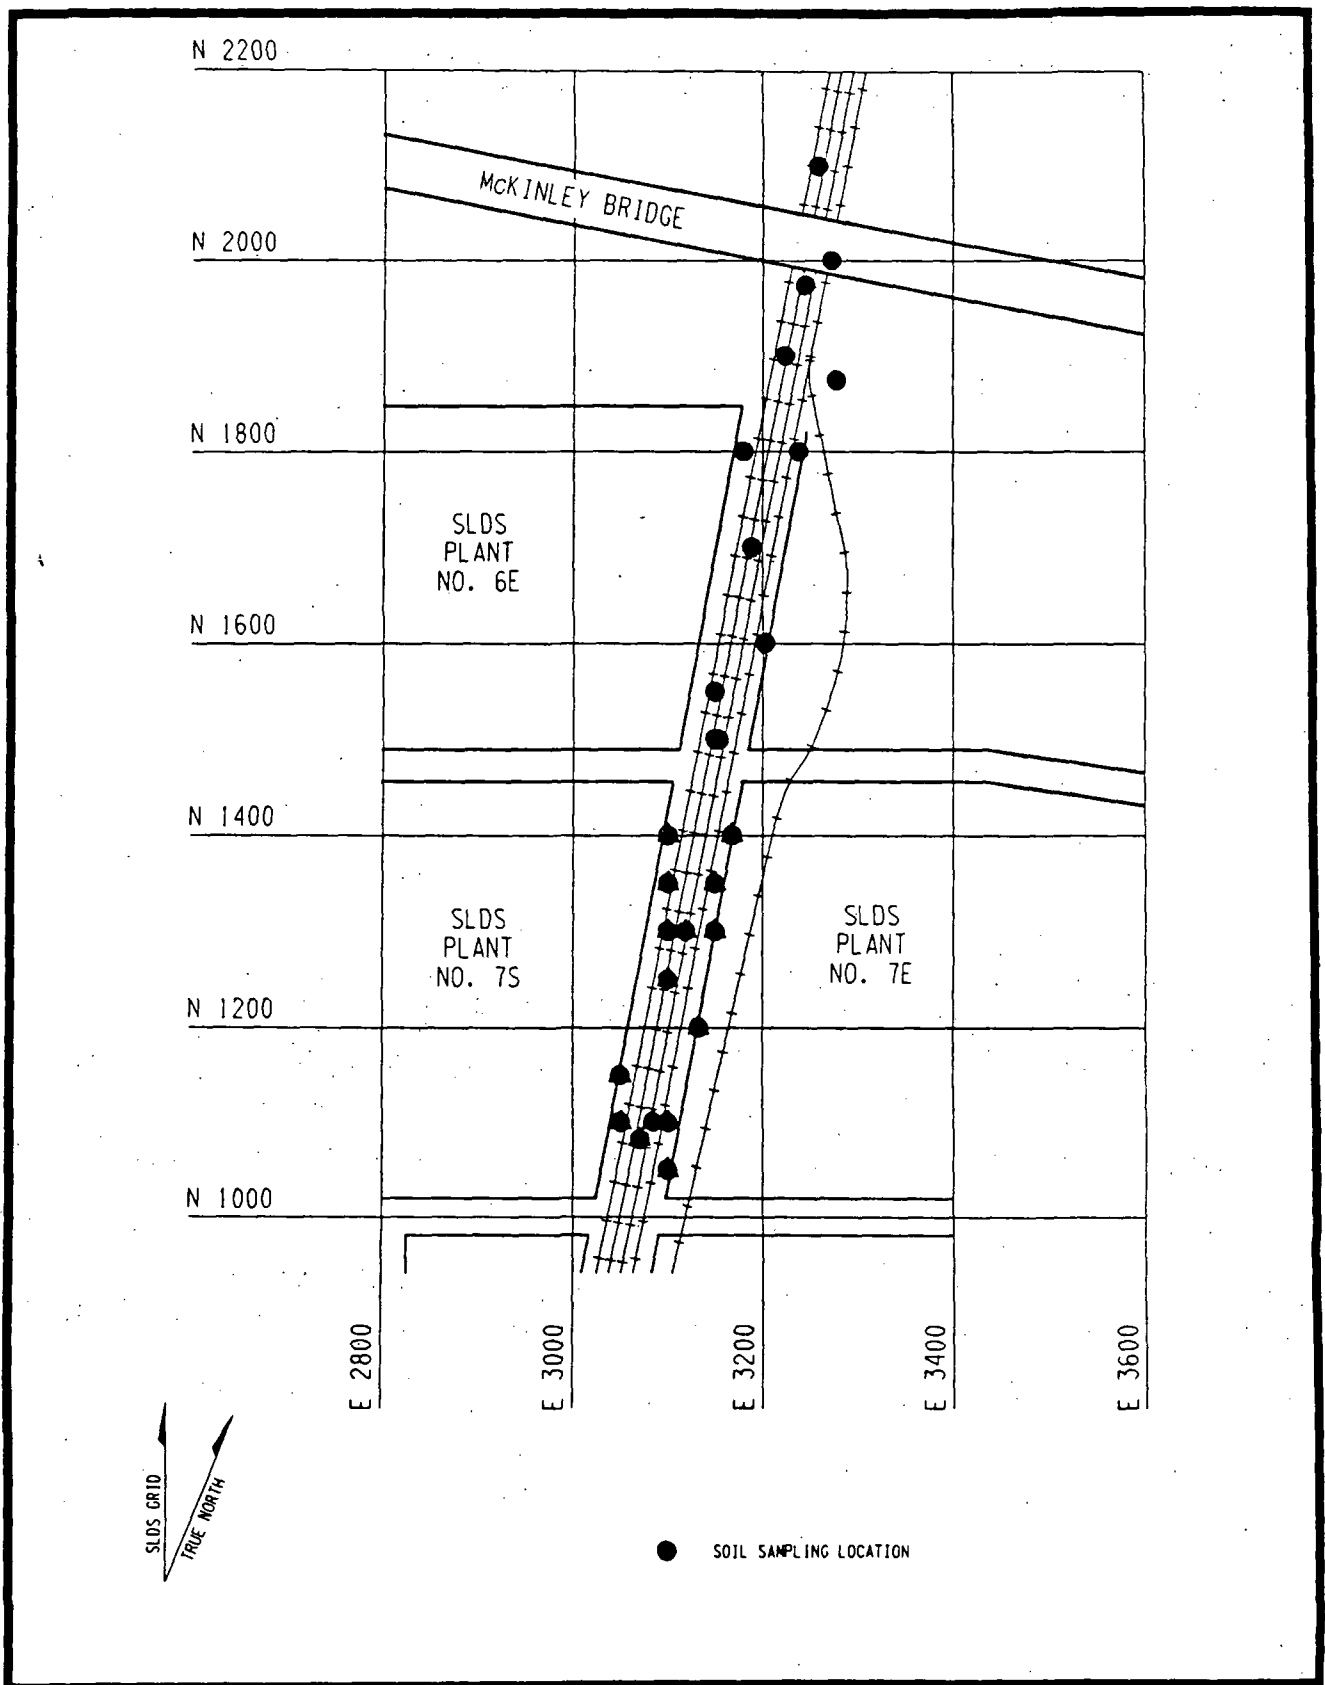 N 2200
McKINLEY BRIDGE
N 2000
N 1800
SLDS
PLANT
NO. 6E
N 1600
N 1400
SLDS
PLANT
NO. 7S
SLDS
PLANT
NO. 7E
N 1200
N 1000
E 2800
E 3000
E 3200
E 3400
E 3600
SLDS GRID
TRUE NORTH
SOIL SAMPLING LOCATION